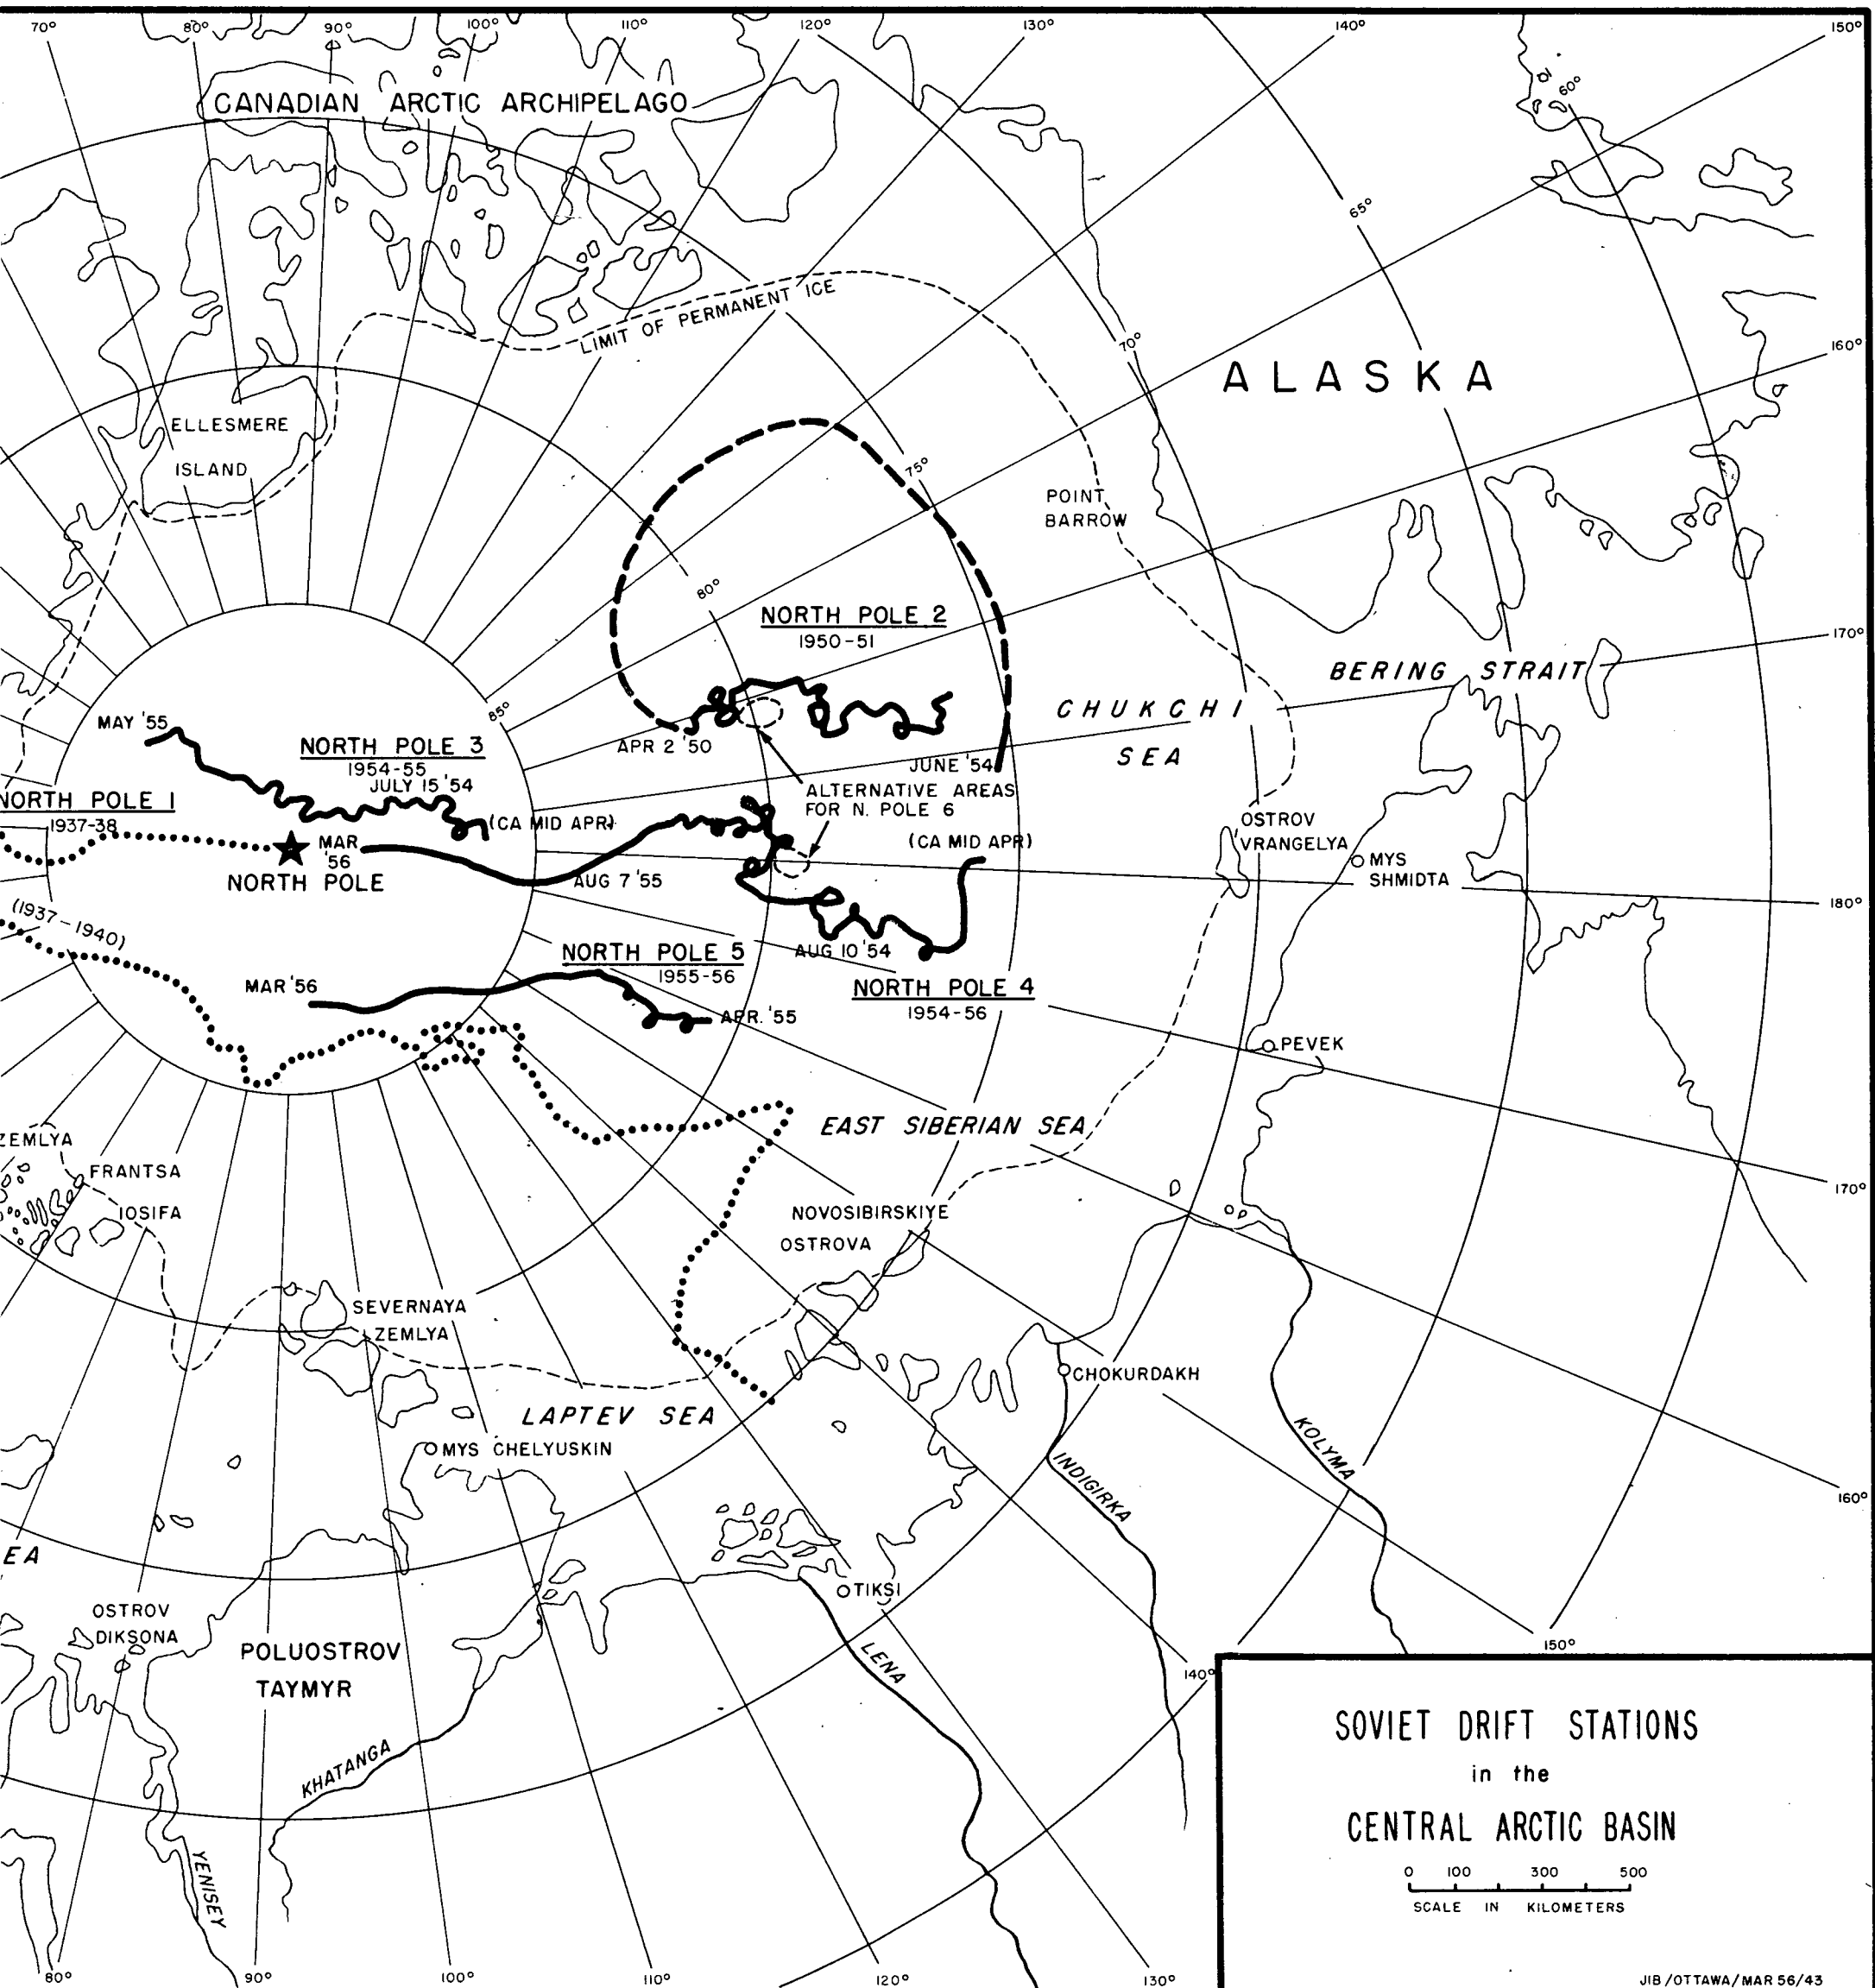 70°
80°
90°
100°
110°
120°
130°
140°
150°
CANADIAN ARCTIC ARCHIPELAGO
60°
65°
LIMIT OF PERMANENT ICE
70°
ALASKA
160°
ELLESMERE
ISLAND
75°
POINT
BARROW
80°
NORTH POLE 2
1950-51
170°
BERING STRAIT
85°
CHUKCHI
SEA
MAY '55
NORTH POLE 3
1954-55
JULY 15 '54
APR 2 '50
JUNE '54
ALTERNATIVE AREAS
FOR N. POLE 6
NORTH POLE 1
1937-38
(CA MID APR)
(CA MID APR)
OSTROV
VRANGELYA
MYS
SHMIDTA
MAR
'56
NORTH POLE
AUG 7 '55
180°
(1937-1940)
AUG 10 '54
NORTH POLE 5
1955-56
MAR '56
NORTH POLE 4
1954-56
APR. '55
PEVEK
EAST SIBERIAN SEA
ZEMLYA
FRANTSA
IOSIFA
170°
NOVOSIBIRSKIYE
OSTROVA
SEVERNAYA
ZEMLYA
CHOKURDAKH
LAPTEV SEA
MYS CHELYUSKIN
KOLYMA
INDIGIRKA
160°
EA
TIKSI
OSTROV
DIKSONA
POLUOSTROV
TAYMYR
LENA
150°
140°
KHATANGA
YENISEY
SOVIET DRIFT STATIONS
in the
CENTRAL ARCTIC BASIN
0 100 300 500
SCALE IN KILOMETERS
80°
90°
100°
110°
120°
130°
JIB/OTTAWA/MAR 56/43